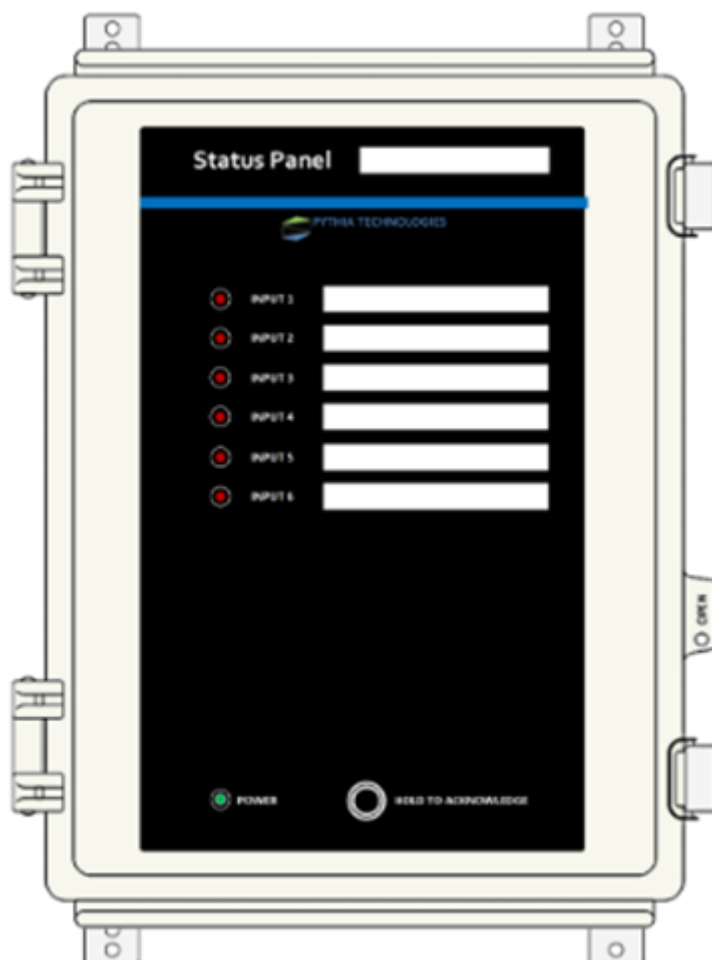 Status Panel
PYTHIA TECHNOLOGIES
INPUT 1
INPUT 2
INPUT 3
INPUT 4
INPUT 5
INPUT 6
OPEN
POWER
HOLD TO ACKNOWLEDGE